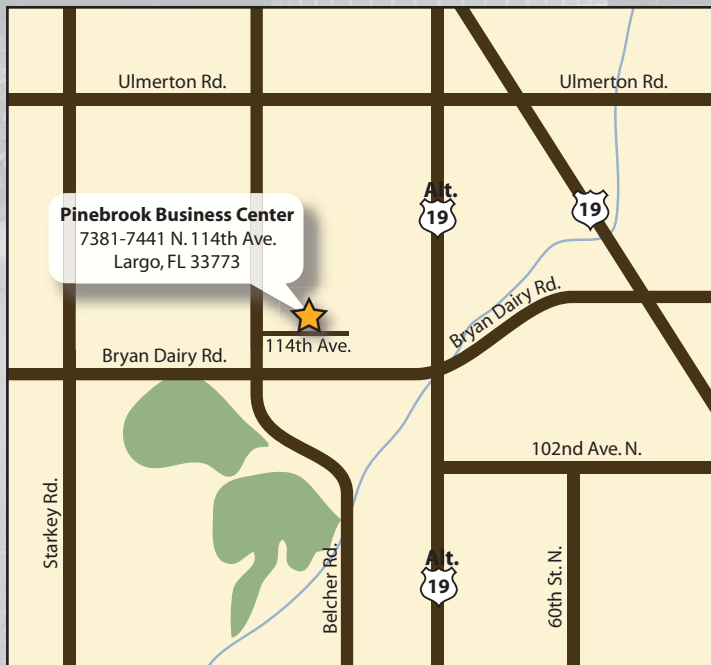 Ulmerton Rd.
Ulmerton Rd.
Alt.
19
19
Pinebrook Business Center
7381-7441 N. 114th Ave.
Largo, FL 33773
Bryan Dairy Rd.
114th Ave.
Bryan Dairy Rd.
102nd Ave. N.
Starkey Rd.
Belcher Rd.
Alt.
19
60th St. N.